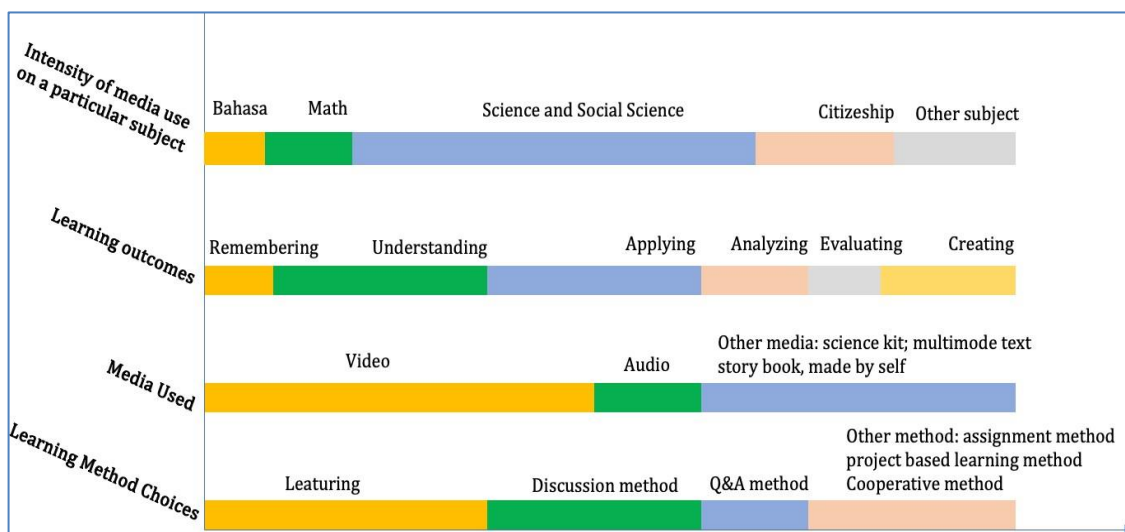 Intensity of media use
on a particular subject
Bahasa
Math
Science and Social Science
Citizeship
Other subject
Learning outcomes
Remembering
Understanding
Applying
Analyzing
Evaluating
Creating
Media Used
Video
Audio
Other media: science kit; multimode text
story book, made by self
Learning Method Choices
Leaturing
Discussion method
Q&A method
Other method: assignment method
project based learning method
Cooperative method